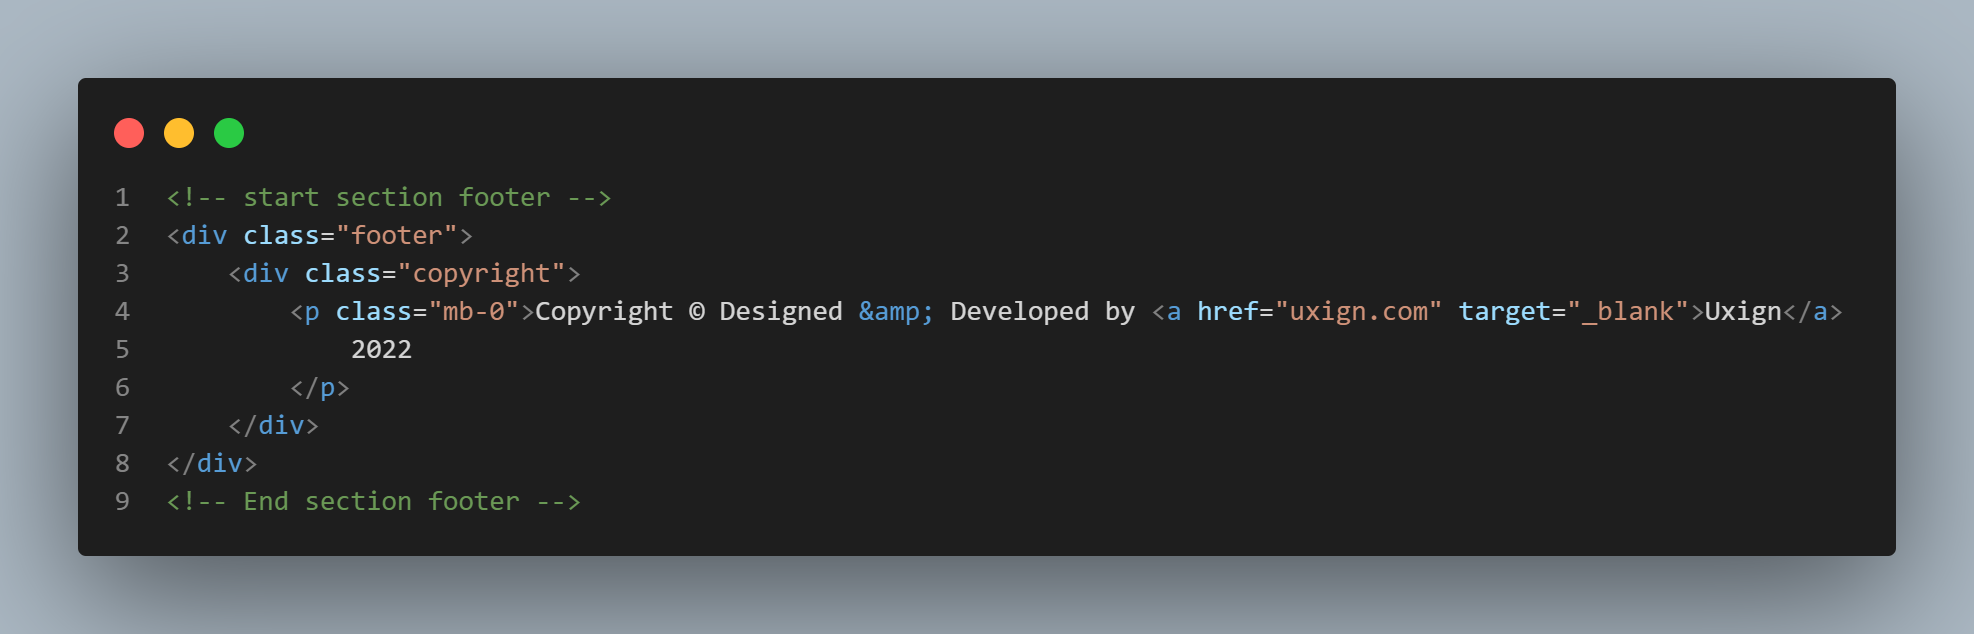 1 <!-- start section footer -->
2 <div class="footer">
3     <div class="copyright">
4         <p class="mb-0">Copyright © Designed &amp; Developed by <a href="uxign.com" target="_blank">Uxign</a>
5             2022
6         </p>
7     </div>
8 </div>
9 <!-- End section footer -->